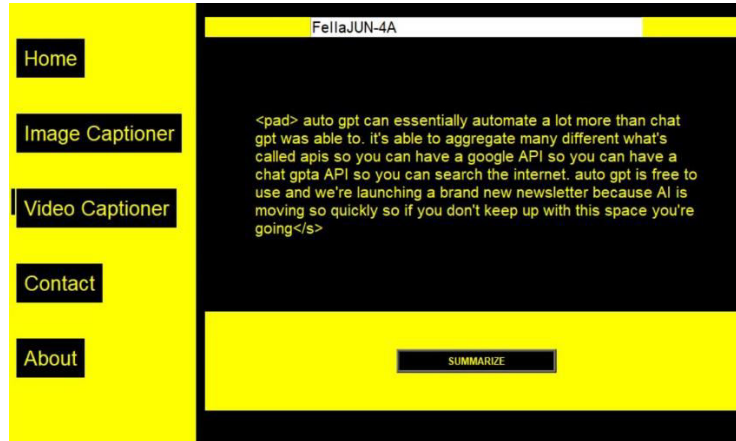 Home
Image Captioner
Video Captioner
Contact
About
FeIIaJUN-4A
<pad> auto gpt can essentially automate a lot more than chat
gpt was able to. it's able to aggregate many different what's
called apis so you can have a google API so you can have a
chat gpta API so you can search the internet. auto gpt is free to
use and we're launching a brand new newsletter because AI is
moving so quickly so if you don't keep up with this space you're
going</s>
SUMMARIZE